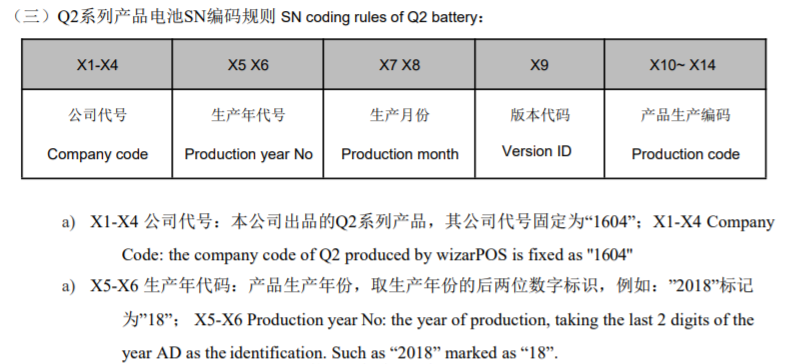 （三）Q2系列产品电池SN编码规则 SN coding rules of Q2 battery：
X1-X4 X5 X6 X7 X8 X9 X10~ X14
公司代号 生产年代号 生产月份 版本代码 产品生产编码
Company code Production year No Production month Version ID Production code
a) X1-X4 公司代号：本公司出品的Q2系列产品，其公司代号固定为“1604”；X1-X4 Company
Code: the company code of Q2 produced by wizarPOS is fixed as "1604"
a) X5-X6 生产年代码：产品生产年份，取生产年份的后两位数字标识，例如：”2018”标记
为”18”； X5-X6 Production year No: the year of production, taking the last 2 digits of the
year AD as the identification. Such as “2018” marked as “18”.